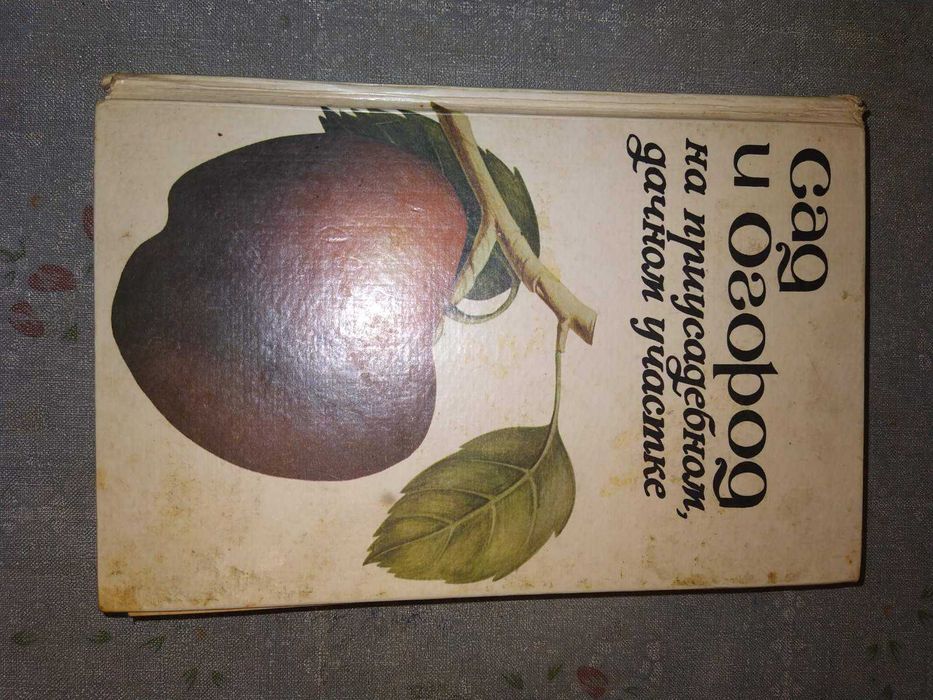 сад
и огород
на приусадебном,
дачном участке